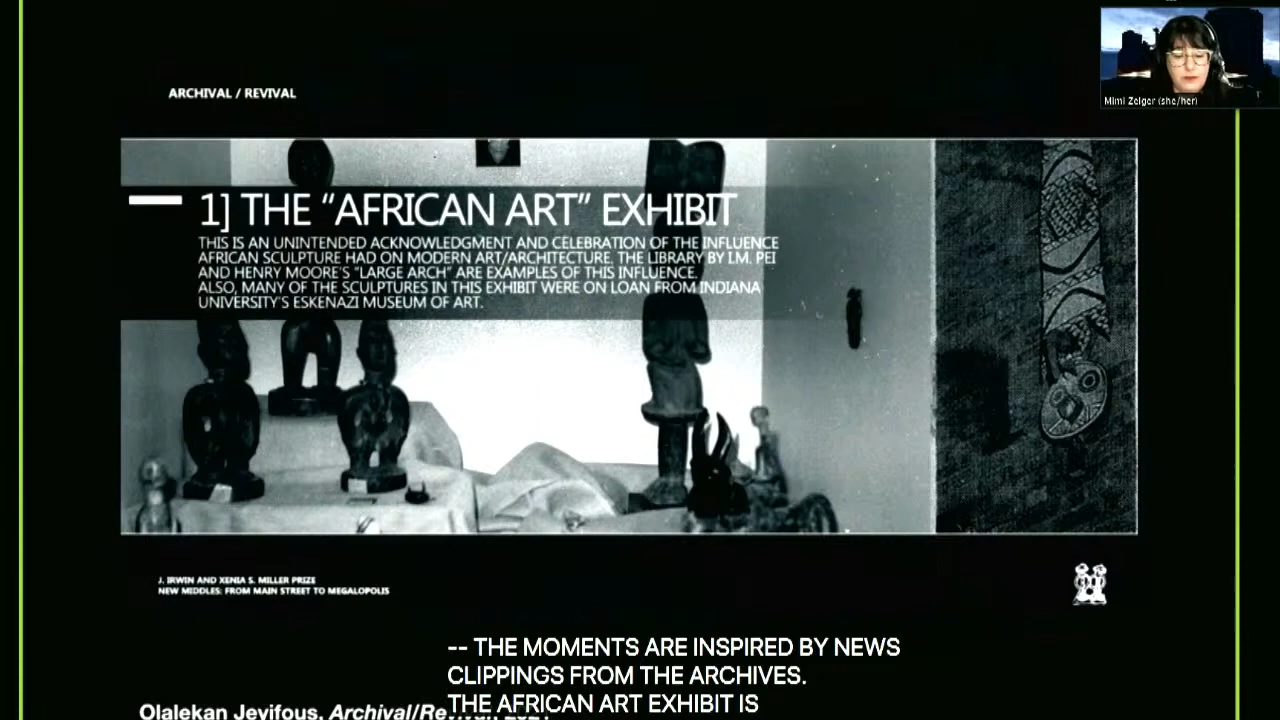 ARCHIVAL / REVIVAL
Mimi Zeiger (she/her)
1] THE “AFRICAN ART” EXHIBIT
THIS IS AN UNINTENDED ACKNOWLEDGMENT AND CELEBRATION OF THE INFLUENCE
AFRICAN SCULPTURE HAD ON MODERN ART/ARCHITECTURE. THE LIBRARY BY I.M. PEI
AND HENRY MOORE'S “LARGE ARCH” ARE EXAMPLES OF THIS INFLUENCE.
ALSO, MANY OF THE SCULPTURES IN THIS EXHIBIT WERE ON LOAN FROM INDIANA
UNIVERSITY'S ESKENAZI MUSEUM OF ART.
J. IRWIN AND XENIA S. MILLER PRIZE
NEW MIDDLES: FROM MAIN STREET TO MEGALOPOLIS
-- THE MOMENTS ARE INSPIRED BY NEWS
CLIPPINGS FROM THE ARCHIVES.
THE AFRICAN ART EXHIBIT IS
Olalekan Jeyifous, Archival/Revival, 2021